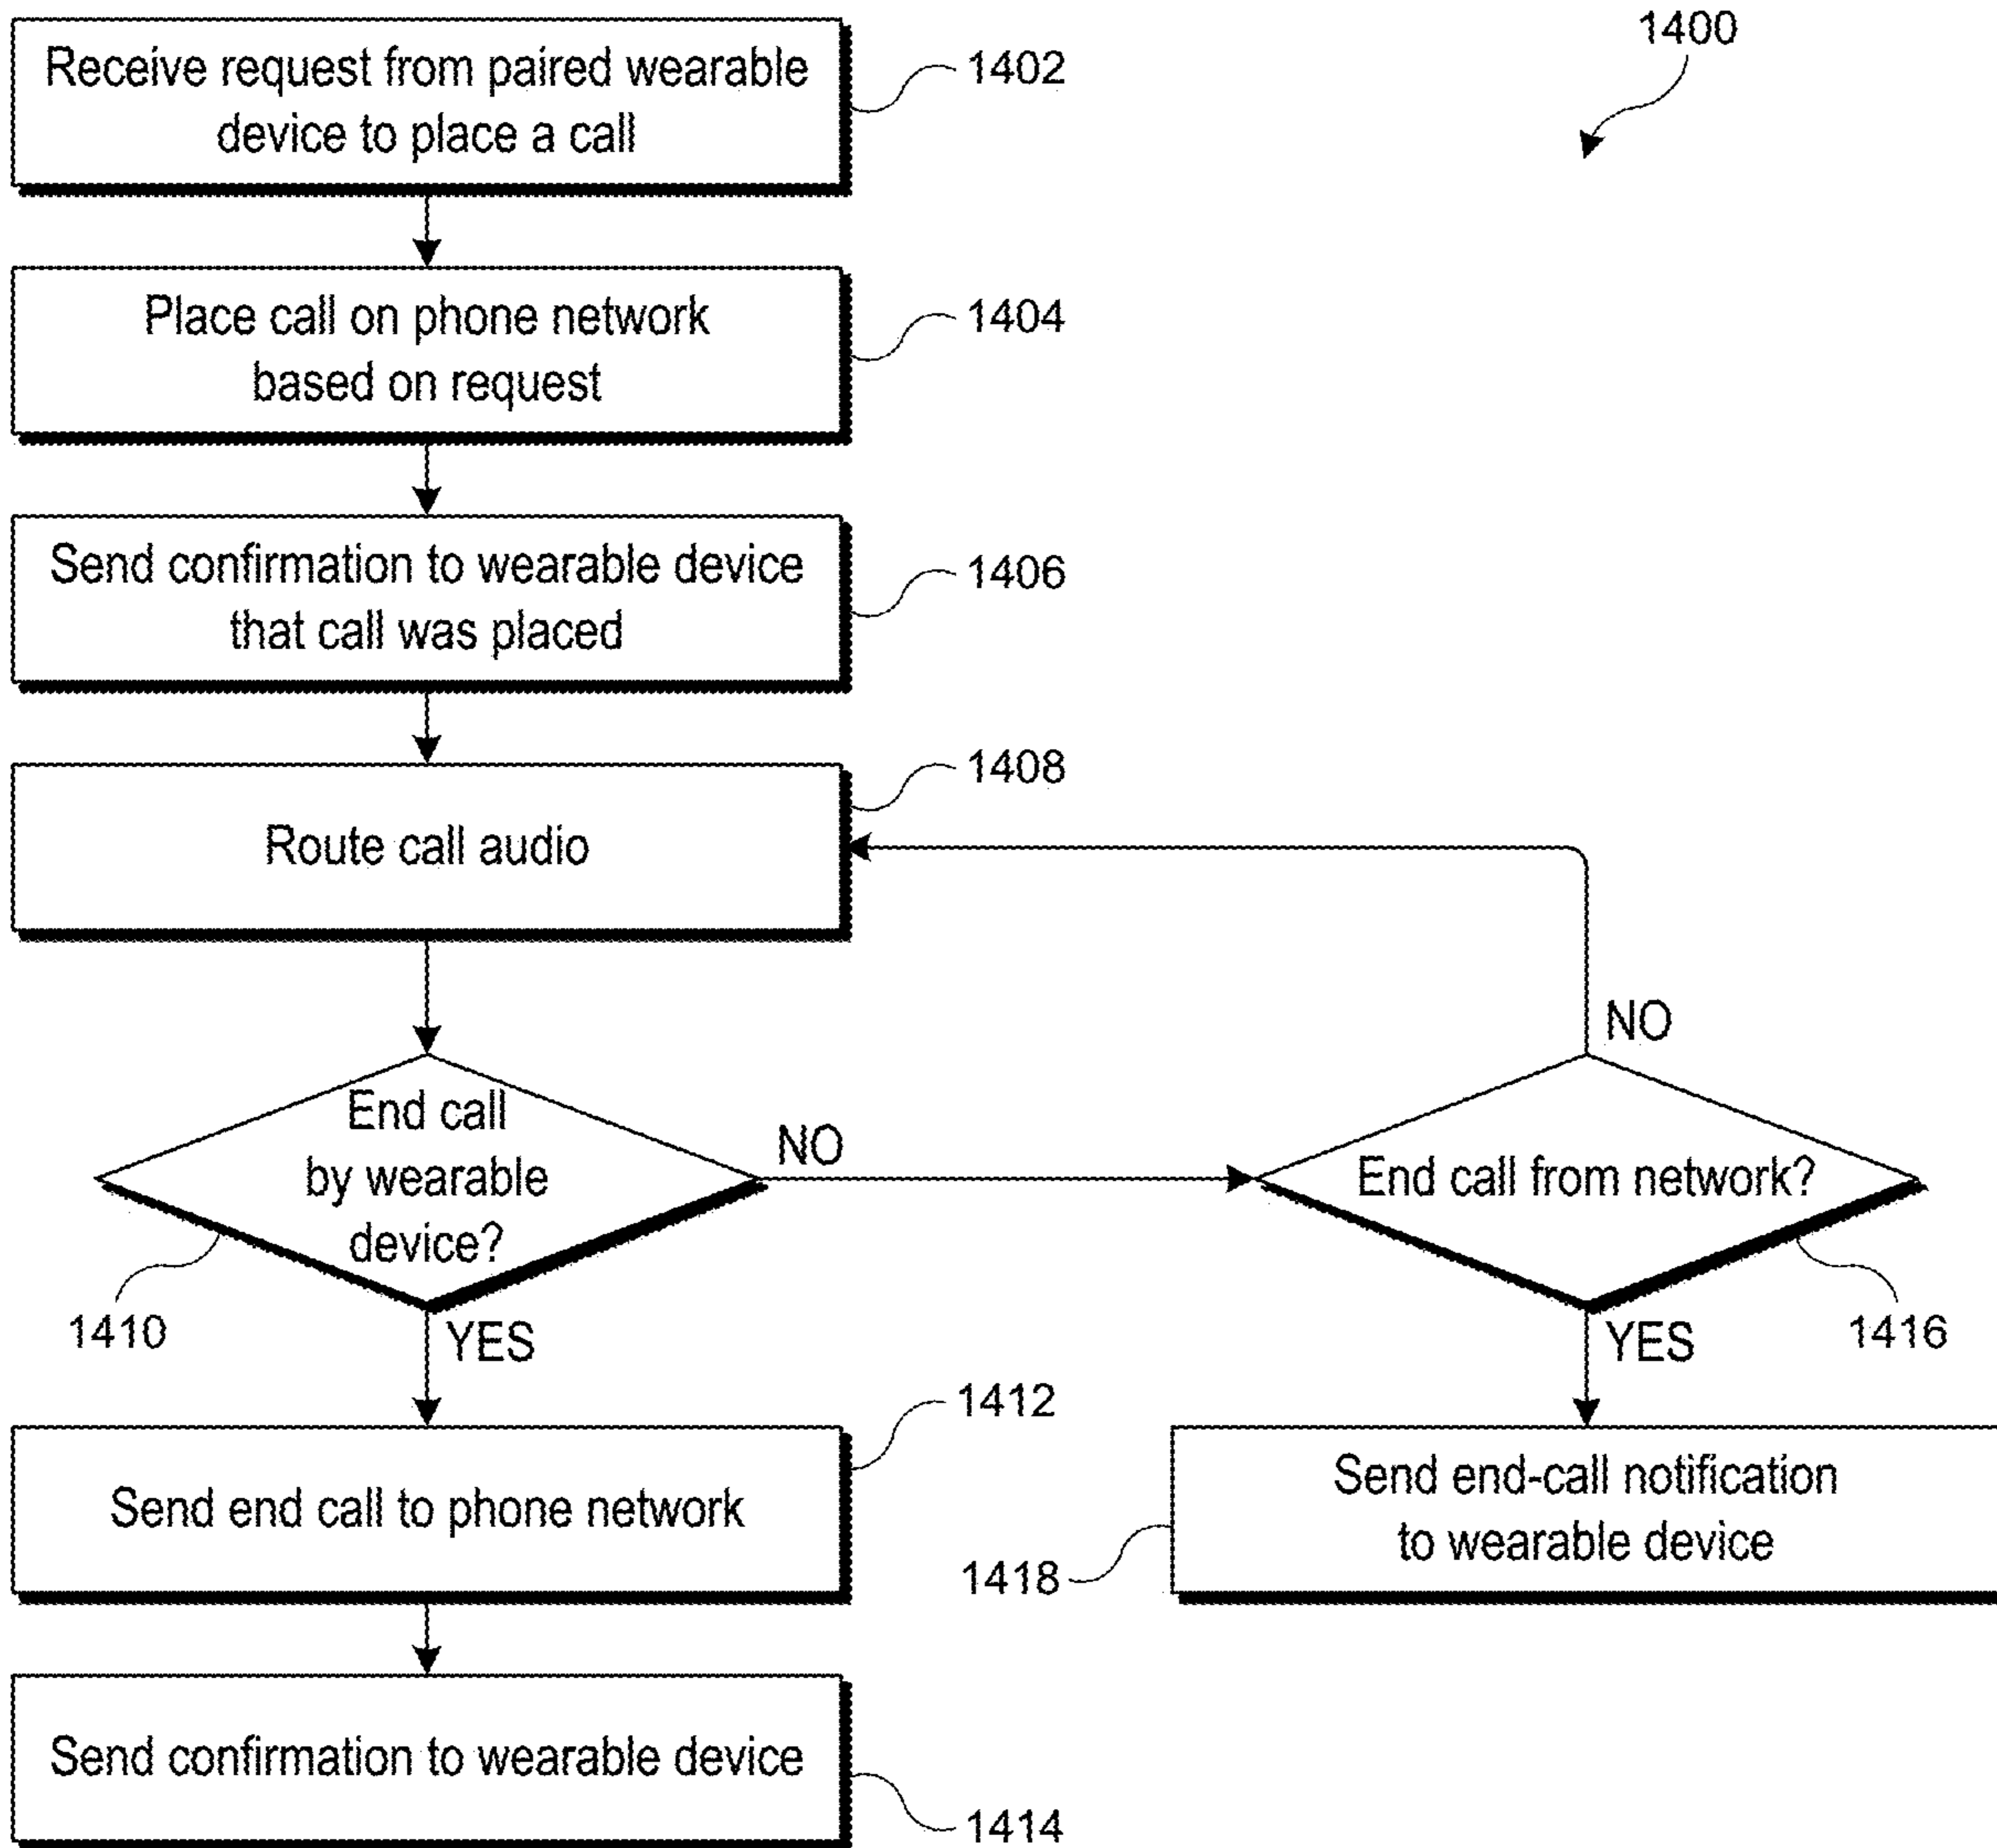 1400
Receive request from paired wearable
device to place a call
1402
Place call on phone network
based on request
1404
Send confirmation to wearable device
that call was placed
1406
1408
Route call audio
NO
End call
by wearable
device?
NO
End call from network?
1410
YES
YES
1416
1412
Send end call to phone network
Send end-call notification
to wearable device
1418
Send confirmation to wearable device
1414